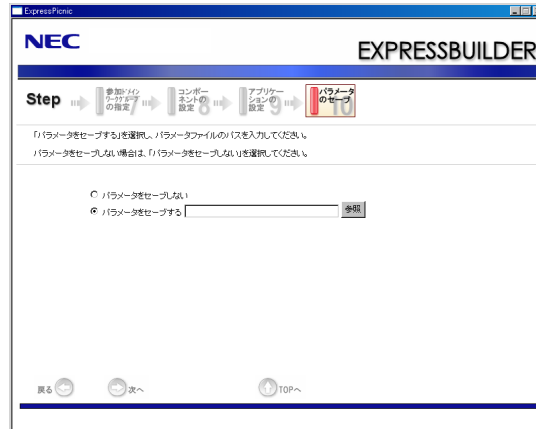 ExpressPicnic
NEC
EXPRESSBUILDER
Step
参加ドメイン
ワークグループ
の指定
7
コンポー
ネントの
設定
8
アプリケー
ションの
設定
9
パラメータ
のセーブ
10
「パラメータをセーブする」を選択し、パラメータファイルのパスを入力してください。
パラメータをセーブしない場合は、「パラメータをセーブしない」を選択してください。
パラメータをセーブしない
パラメータをセーブする
参照
戻る
次へ
TOPへ